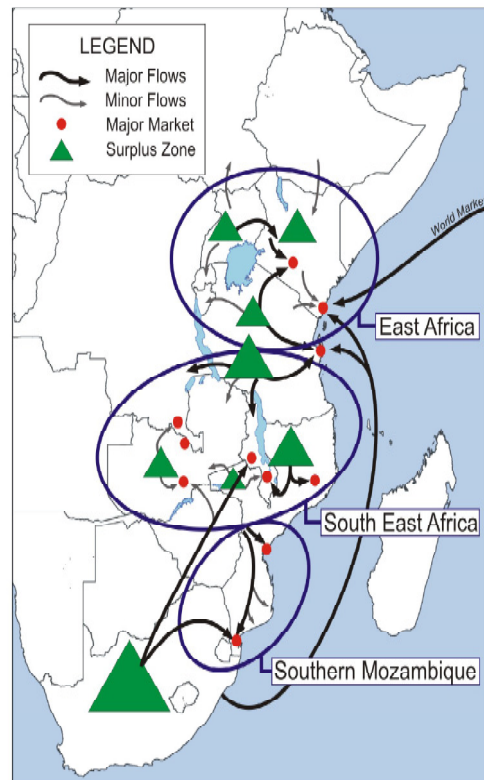 LEGEND
Major Flows
Minor Flows
Major Market
Surplus Zone
World Market
East Africa
South East Africa
Southern Mozambique